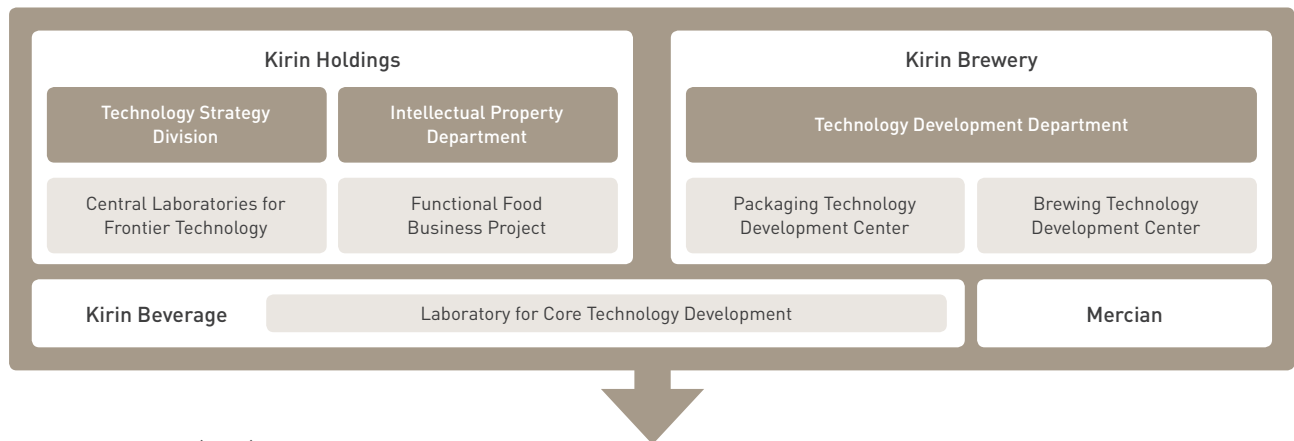 Kirin Holdings
Technology Strategy
Division
Intellectual Property
Department
Central Laboratories for
Frontier Technology
Functional Food
Business Project
Kirin Brewery
Technology Development Department
Packaging Technology
Development Center
Brewing Technology
Development Center
Kirin Beverage
Laboratory for Core Technology Development
Mercian